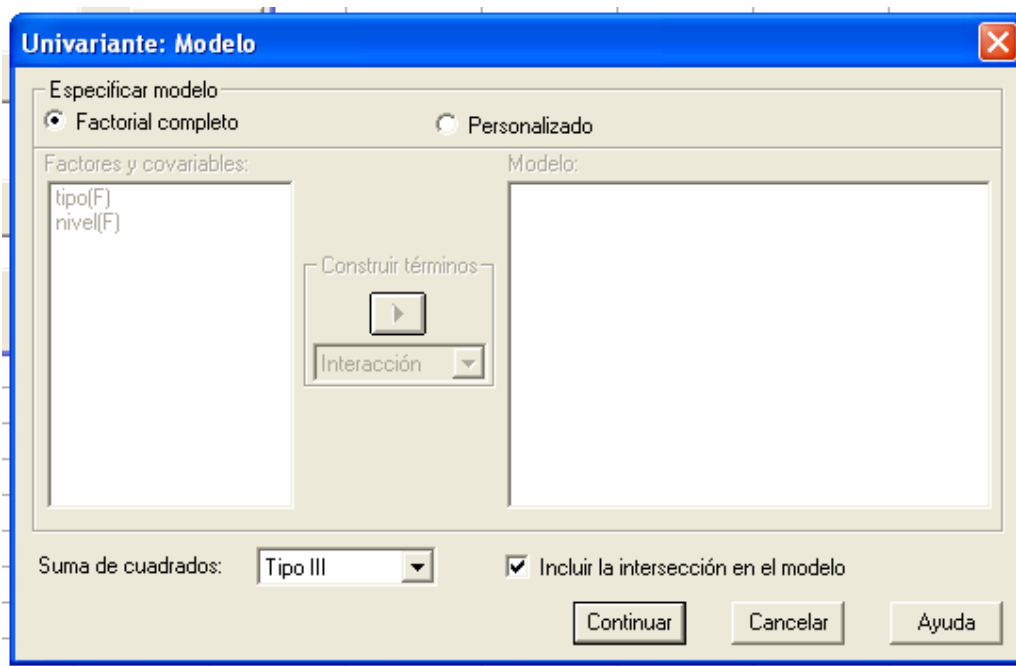 Univariante: Modelo
Especificar modelo
Factorial completo
Personalizado
Factores y covariables:
Modelo:
tipo(F)
nivel(F)
Construir términos
Interacción
Suma de cuadrados:
Tipo III
Incluir la intersección en el modelo
Continuar
Cancelar
Ayuda